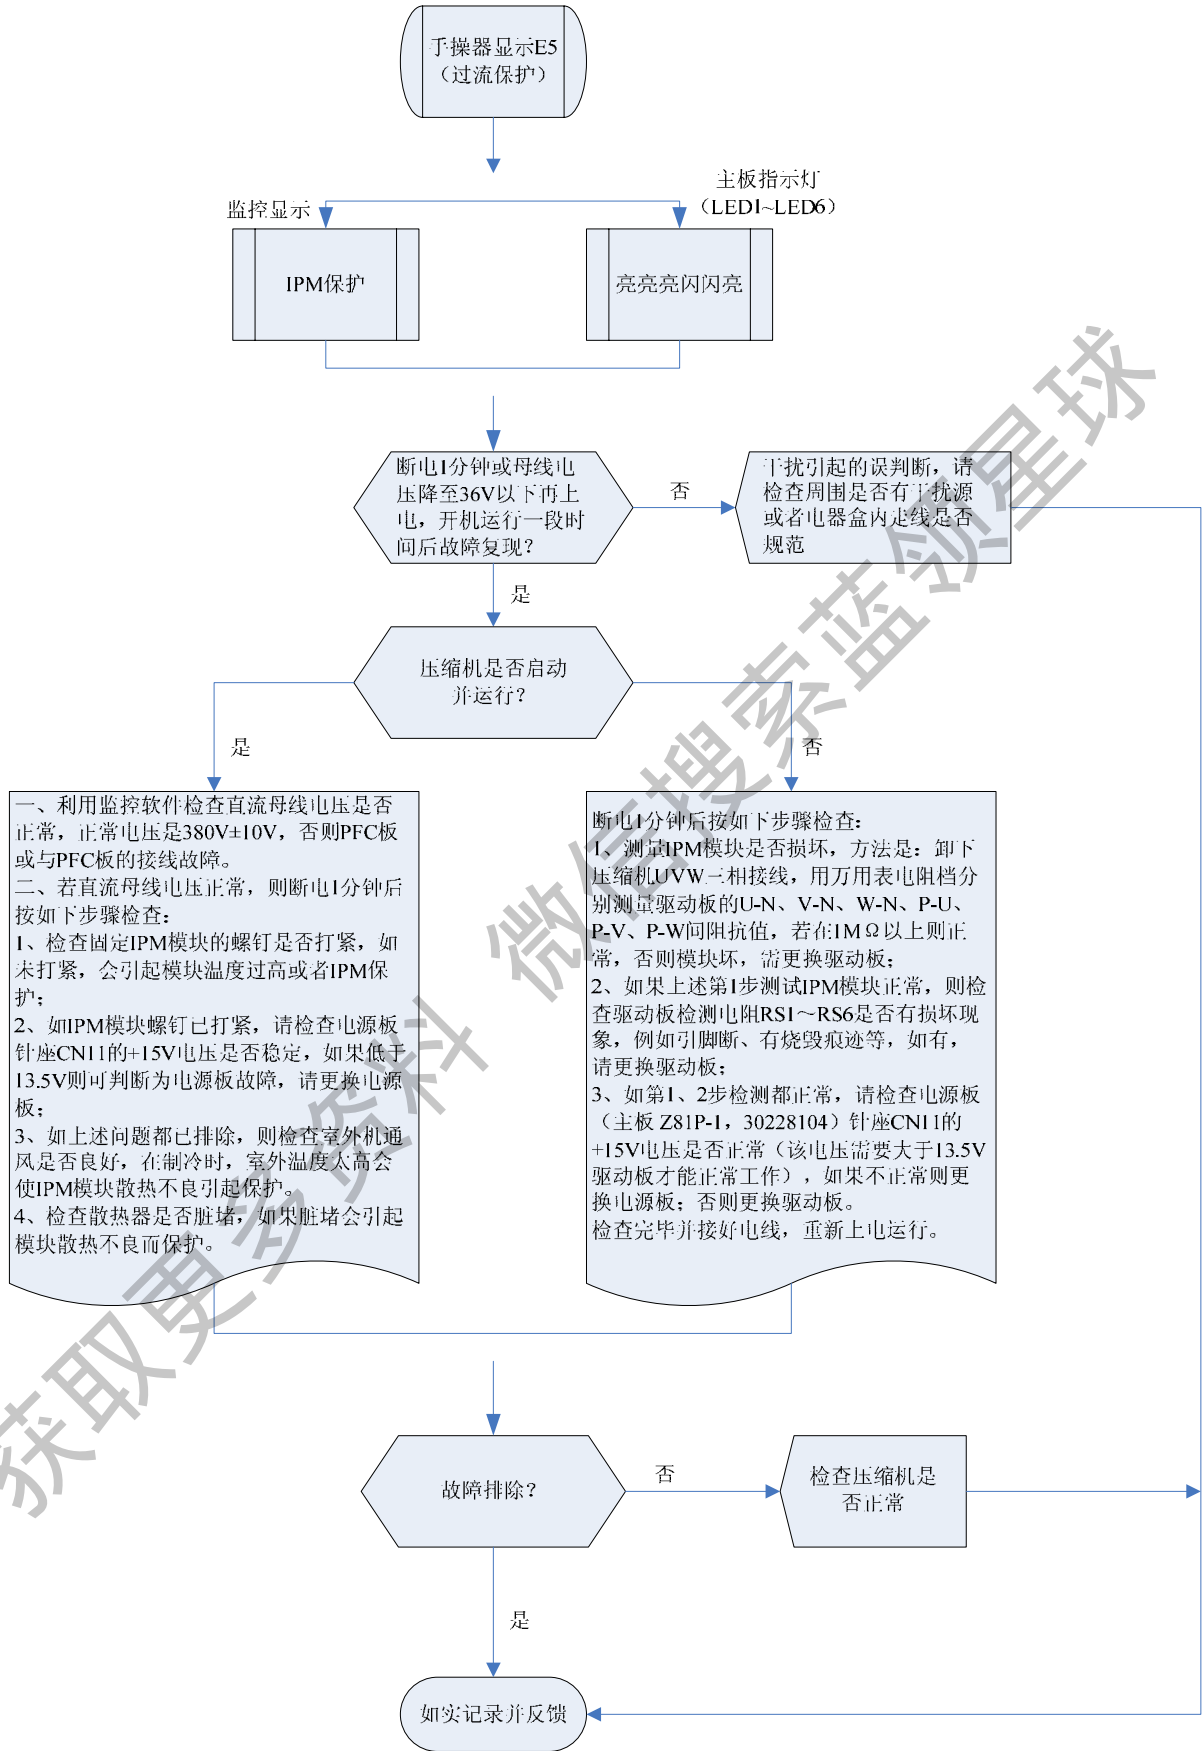 手操器显示E5
（过流保护）
主板指示灯
（LED1~LED6）
监控显示
IPM保护
亮亮亮闪闪亮
断电1分钟或母线电
压降至36V以下再上
电，开机运行一段时
间后故障复现？
否
干扰引起的误判断，请
检查周围是否有干扰源
或者电器盒内走线是否
规范
是
压缩机是否启动
并运行？
是
否
一、利用监控软件检查直流母线电压是否
正常，正常电压是380V±10V，否则PFC板
或与PFC板的接线故障。
二、若直流母线电压正常，则断电1分钟后
按如下步骤检查：
1、检查固定IPM模块的螺钉是否打紧，如
未打紧，会引起模块温度过高或者IPM保
护；
2、如IPM模块螺钉已打紧，请检查电源板
针座CN11的+15V电压是否稳定，如果低于
13.5V则可判断为电源板故障，请更换电源
板；
3、如上述问题都已排除，则检查室外机通
风是否良好，在制冷时，室外温度太高会
使IPM模块散热不良引起保护。
4、检查散热器是否脏堵，如果脏堵会引起
模块散热不良而保护。
断电1分钟后按如下步骤检查：
1、测量IPM模块是否损坏，方法是：卸下
压缩机UVW三相接线，用万用表电阻档分
别测量驱动板的U-N、V-N、W-N、P-U、
P-V、P-W间阻抗值，若在1MΩ以上则正
常，否则模块坏，需更换驱动板；
2、如果上述第1步测试IPM模块正常，则检
查驱动板检测电阻RS1～RS6是否有损坏现
象，例如引脚断、有烧毁痕迹等，如有，
请更换驱动板；
3、如第1、2步检测都正常，请检查电源板
（主板 Z81P-1，30228104）针座CN11的
+15V电压是否正常（该电压需要大于13.5V
驱动板才能正常工作），如果不正常则更
换电源板；否则更换驱动板。
检查完毕并接好电线，重新上电运行。
故障排除？
否
检查压缩机是
否正常
是
如实记录并反馈
获取更多资料 微信搜索蓝领星球